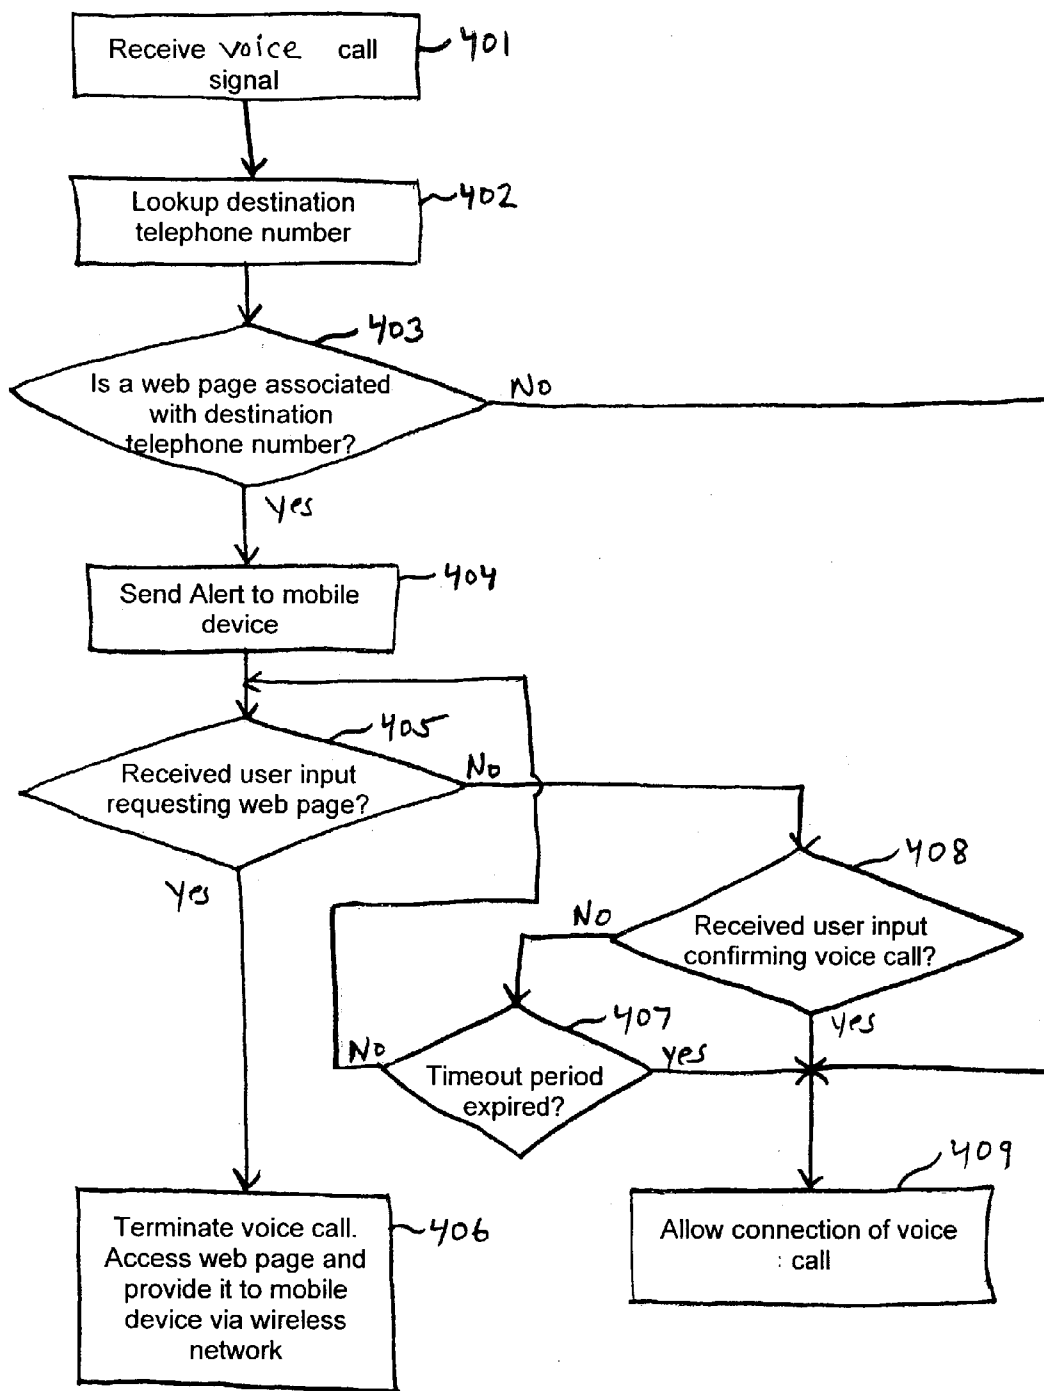 Receive voice call
signal
401
Lookup destination
telephone number
402
403
Is a web page associated
with destination
telephone number?
No
Yes
Send Alert to mobile
device
404
405
Received user input
requesting web page?
No
Yes
408
Received user input
confirming voice call?
No
Yes
407
Timeout period
expired?
No
Yes
Terminate voice call.
Access web page and
provide it to mobile
device via wireless
network
406
409
Allow connection of voice
: call